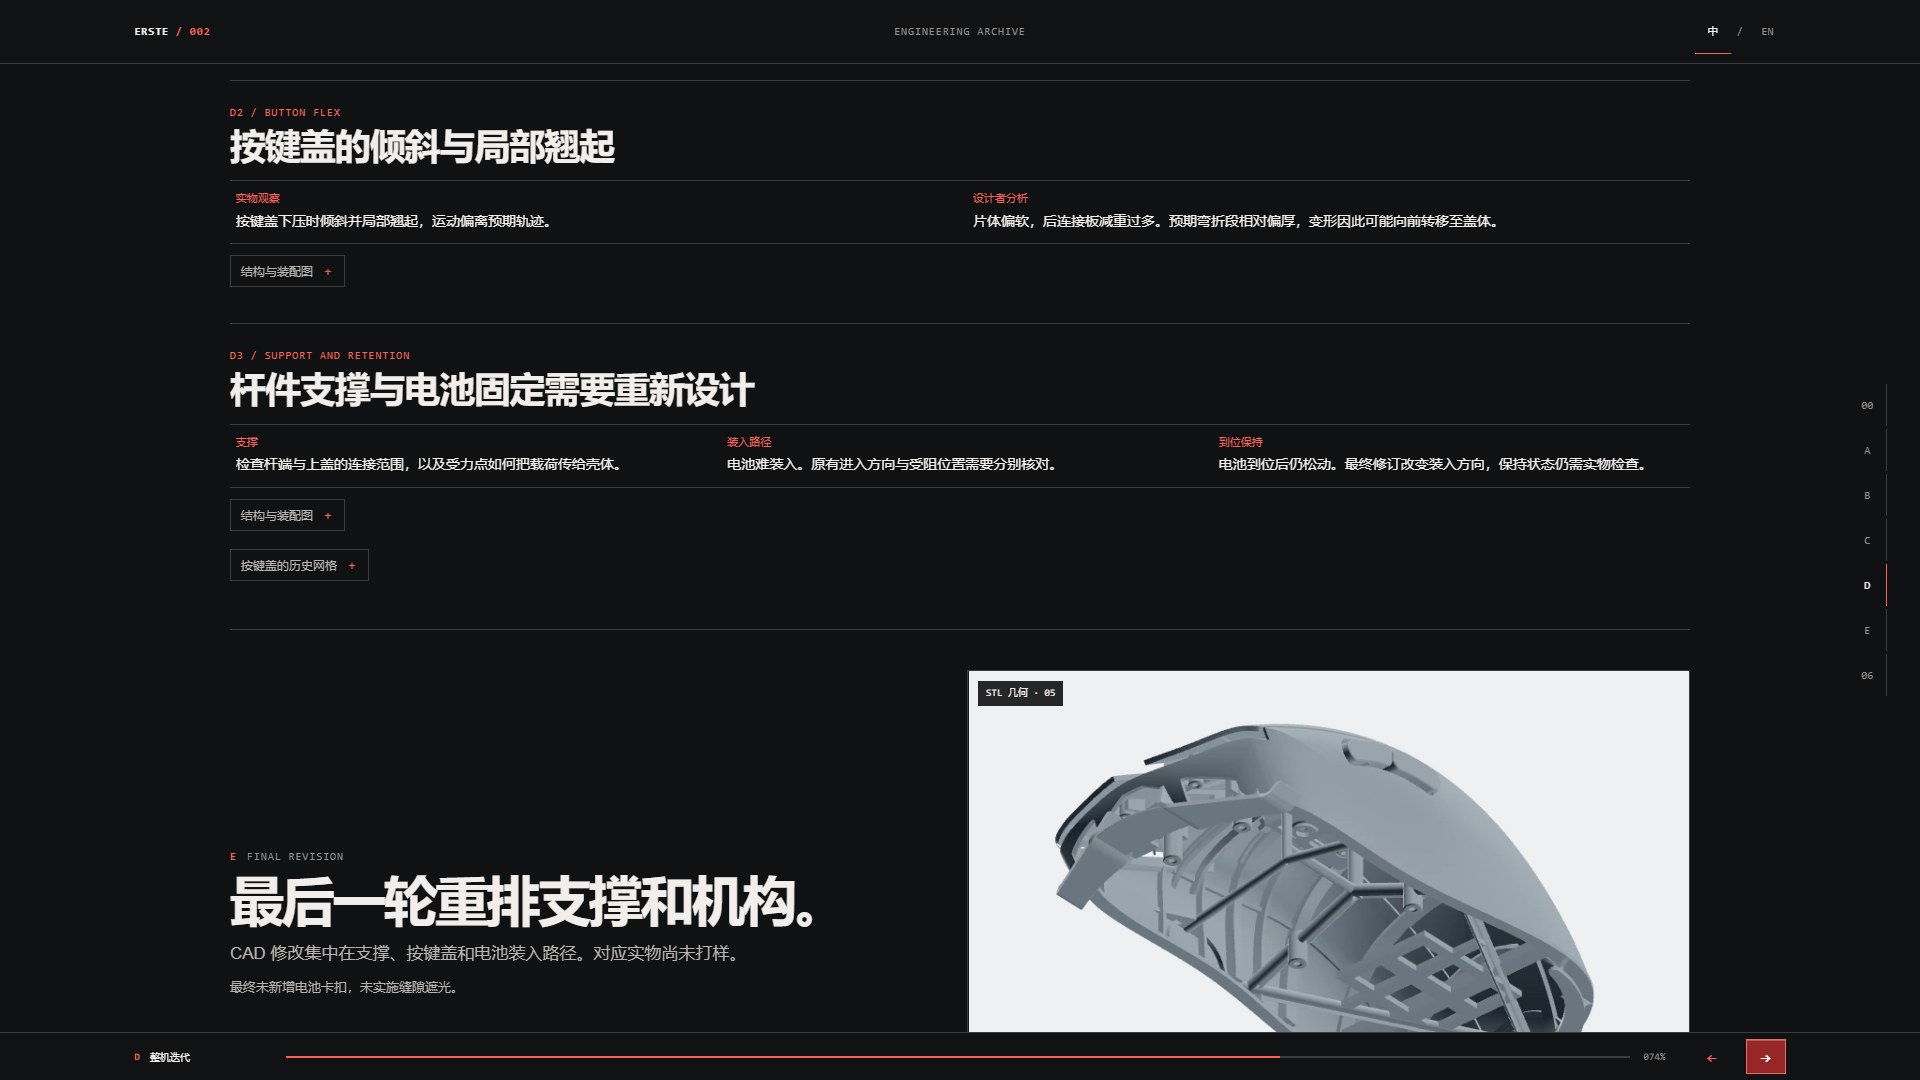 ERSTE / 002
ENGINEERING ARCHIVE
中 / EN
D2 / BUTTON FLEX
按键盖的倾斜与局部翘起
实物观察
按键盖下压时倾斜并局部翘起，运动偏离预期轨迹。
设计者分析
片体偏软，后连接板减重过多。预期弯折段相对偏厚，变形因此可能向前转移至盖体。
结构与装配图 +
D3 / SUPPORT AND RETENTION
杆件支撑与电池固定需要重新设计
支撑
检查杆端与上盖的连接范围，以及受力点如何把载荷传给壳体。
装入路径
电池难装入。原有进入方向与受阻位置需要分别核对。
到位保持
电池到位后仍松动。最终修订改变装入方向，保持状态仍需实物检查。
结构与装配图 +
按键盖的历史网格 +
00
A
B
C
D
E
06
STL 几何 · 05
E FINAL REVISION
最后一轮重排支撑和机构。
CAD 修改集中在支撑、按键盖和电池装入路径。对应实物尚未打样。
最终未新增电池卡扣，未实施缝隙遮光。
D 整机迭代
074%
← →